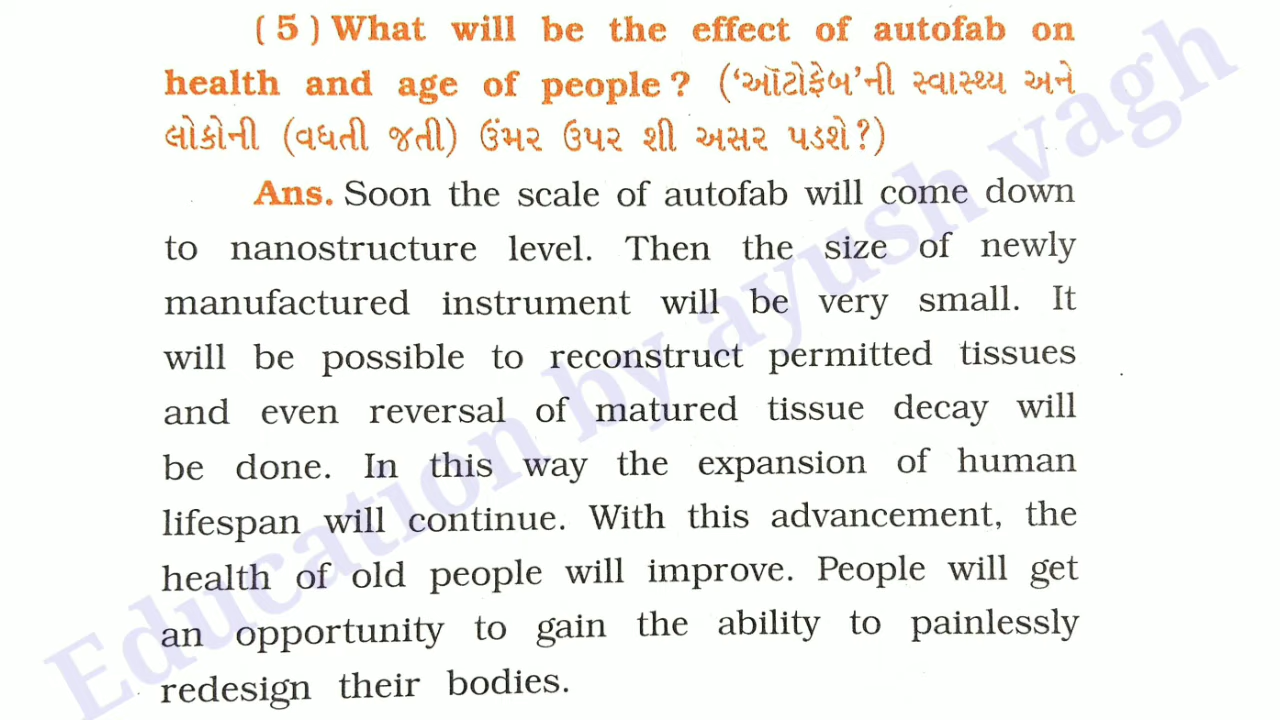 ( 5 ) What will be the effect of autofab on
health and age of people ? (‘ઑટોફેબ’ની સ્વાસ્થ્ય અને
લોકોની (વધતી જતી) ઉંમર ઉપર શી અસર પડશે?)
Ans. Soon the scale of autofab will come down
to nanostructure level. Then the size of newly
manufactured instrument will be very small. It
will be possible to reconstruct permitted tissues
and even reversal of matured tissue decay will
be done. In this way the expansion of human
lifespan will continue. With this advancement, the
health of old people will improve. People will get
an opportunity to gain the ability to painlessly
redesign their bodies.
Education by ayush vagh